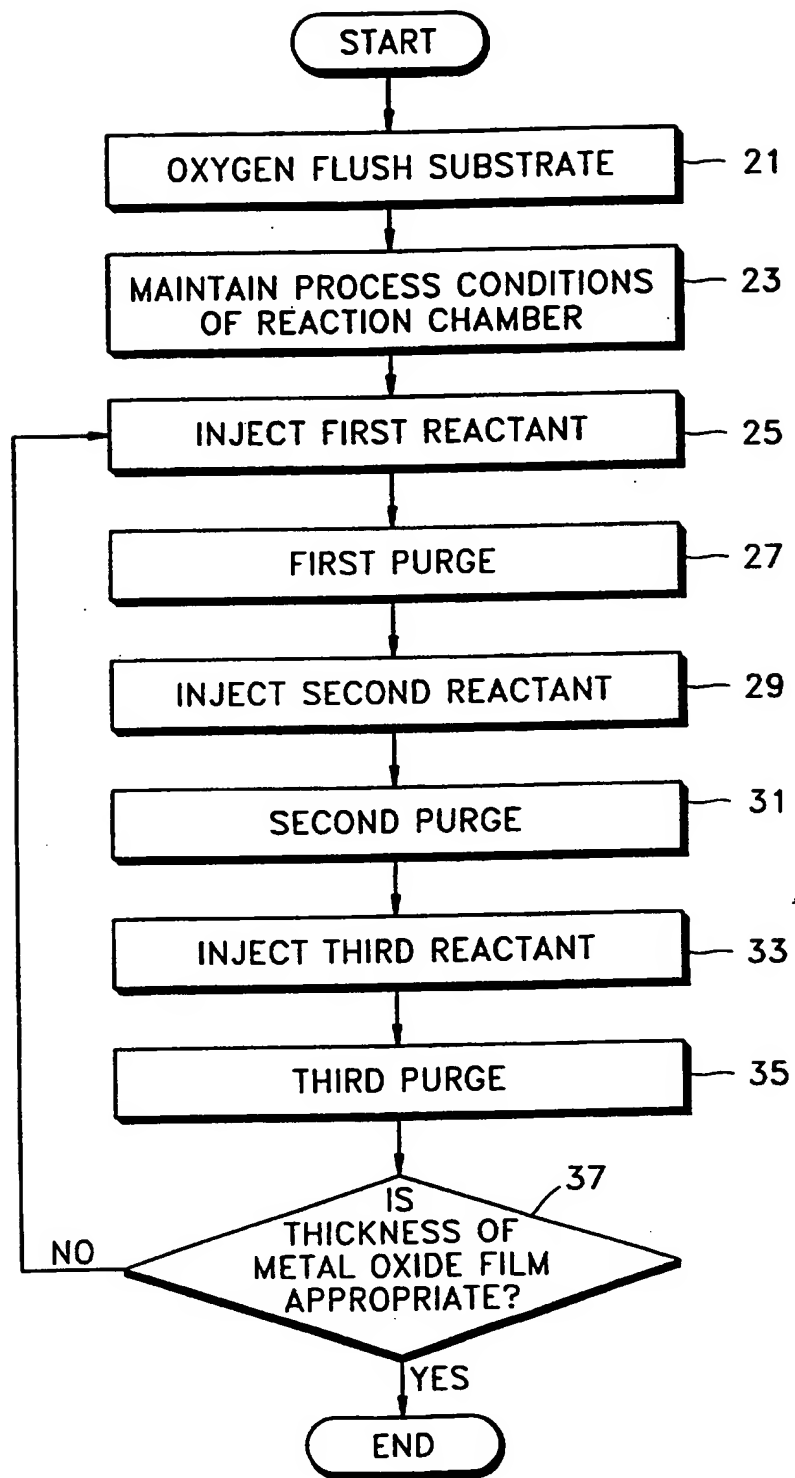 START
OXYGEN FLUSH SUBSTRATE
21
MAINTAIN PROCESS CONDITIONS
OF REACTION CHAMBER
23
INJECT FIRST REACTANT
25
FIRST PURGE
27
INJECT SECOND REACTANT
29
SECOND PURGE
31
INJECT THIRD REACTANT
33
THIRD PURGE
35
37
IS
THICKNESS OF
METAL OXIDE FILM
APPROPRIATE?
NO
YES
END